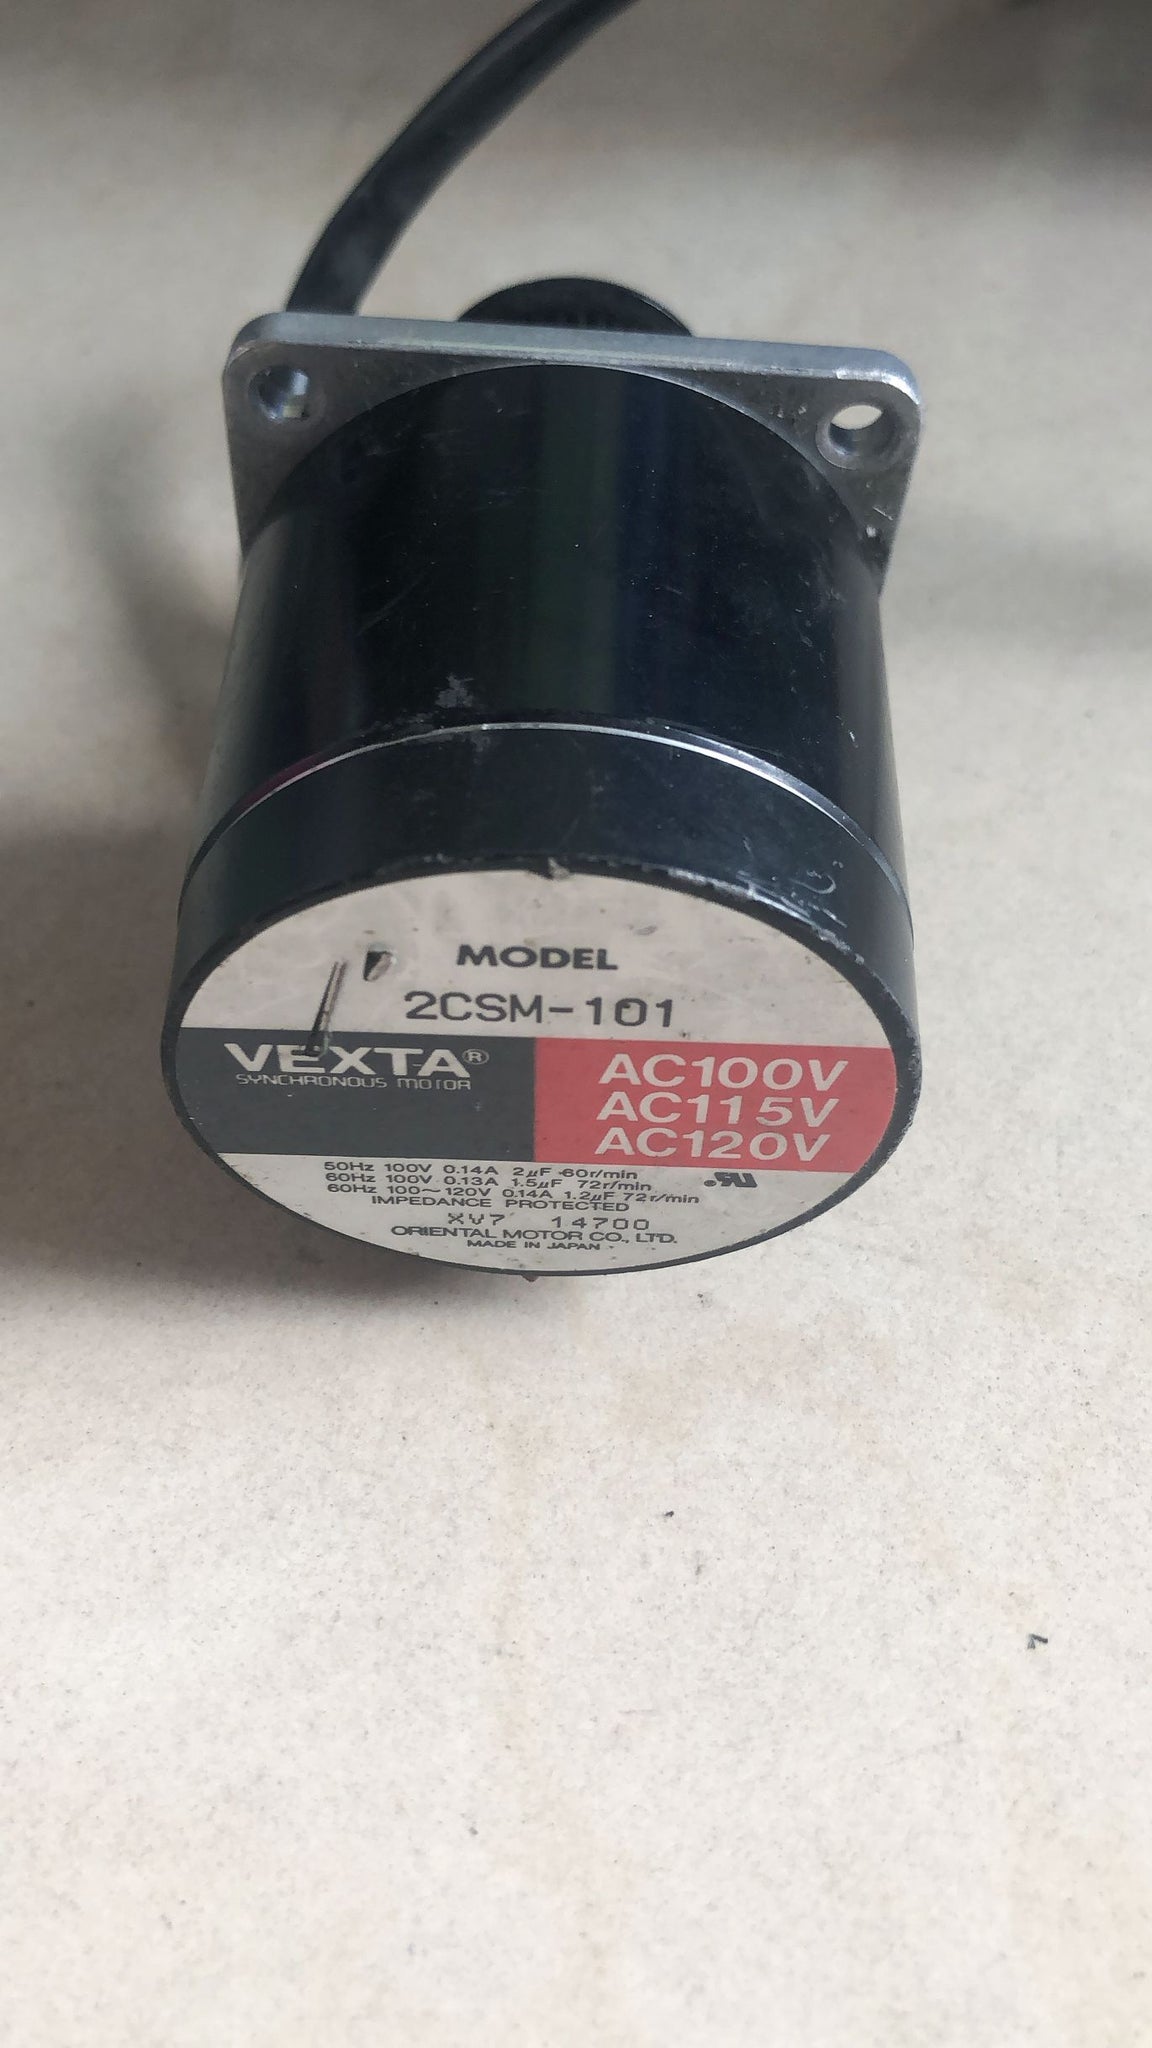 MODEL
2CSM-101
VEXTA®
SYNCHRONOUS MOTOR
AC100V
AC115V
AC120V
50Hz 100V 0.14A 2µF 60r/min
60Hz 100V 0.13A 1.5µF 72r/min
60Hz 100~120V 0.14A 1.2µF 72r/min
IMPEDANCE PROTECTED
XV7 14700
ORIENTAL MOTOR CO., LTD.
MADE IN JAPAN